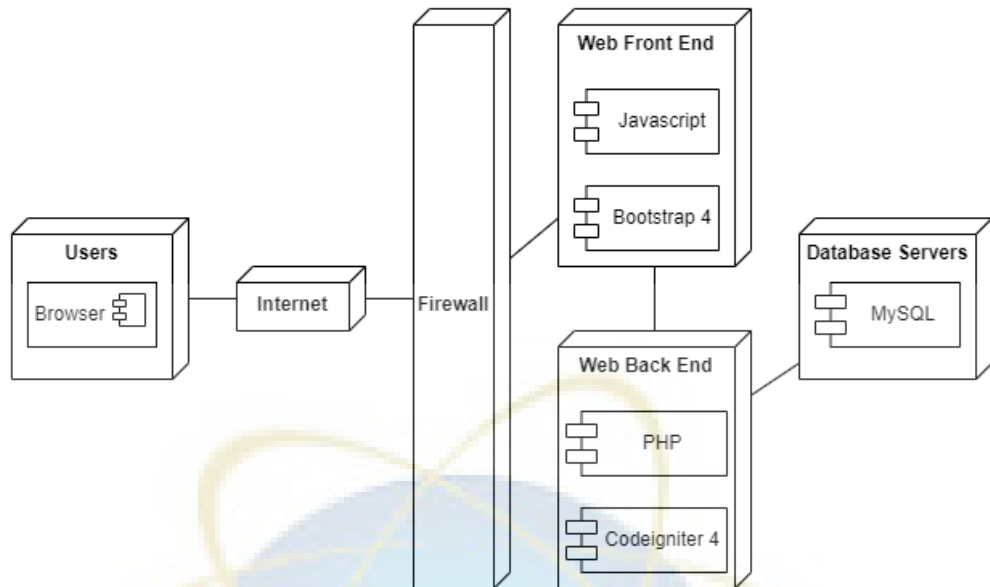 Users
Browser
Internet
Firewall
Web Front End
Javascript
Bootstrap 4
Web Back End
PHP
Codeigniter 4
Database Servers
MySQL